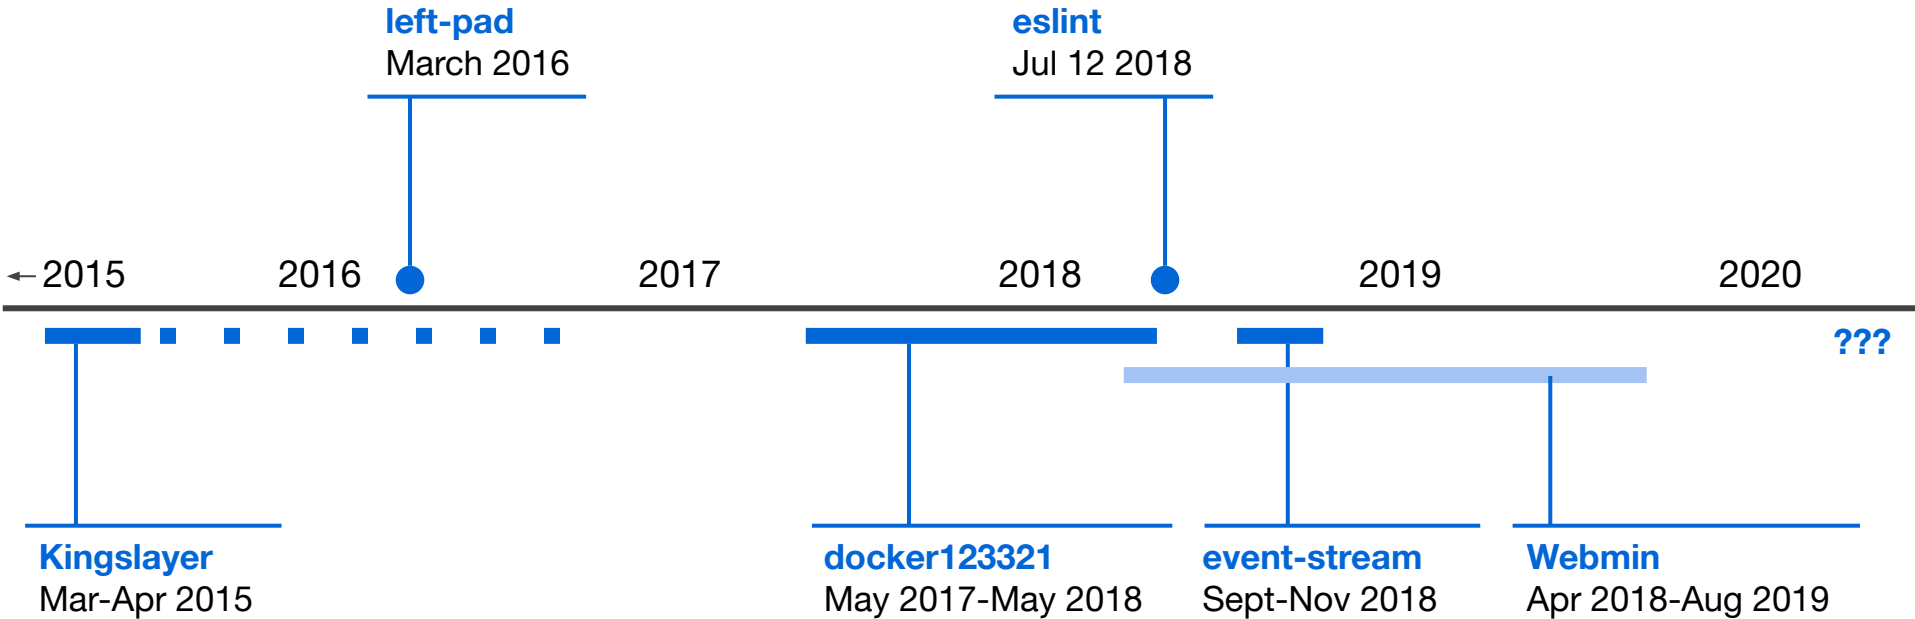 left-pad
March 2016
eslint
Jul 12 2018
2015 2016 2017 2018 2019 2020
???
Kingslayer
Mar-Apr 2015
docker123321
May 2017-May 2018
event-stream
Sept-Nov 2018
Webmin
Apr 2018-Aug 2019